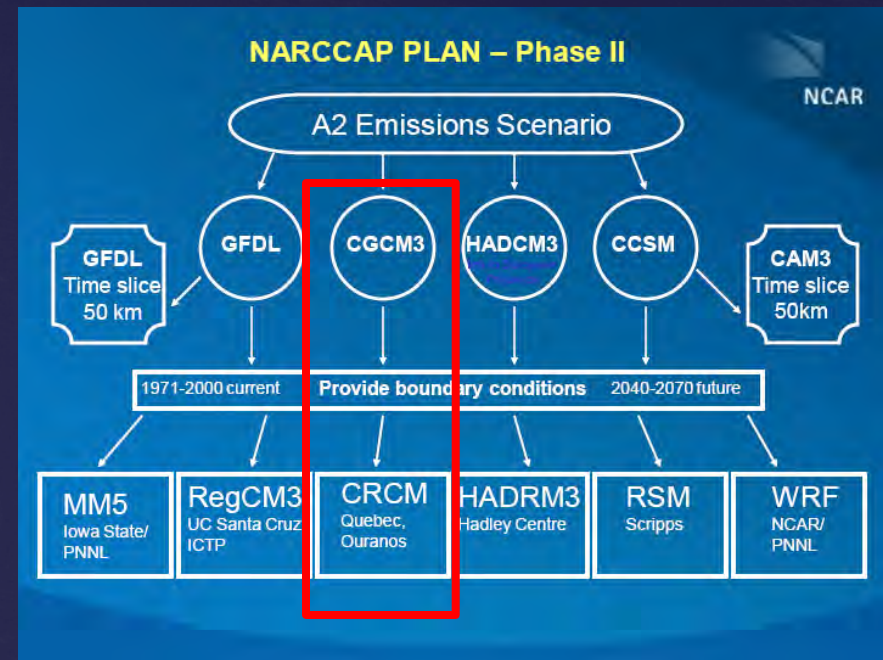 NARCCAP PLAN – Phase II
NCAR
A2 Emissions Scenario
GFDL
Time slice
50 km
GFDL
CGCM3
HADCM3
CCSM
CAM3
Time slice
50km
1971-2000 current
Provide boundary conditions
2040-2070 future
MM5
Iowa State/
PNNL
RegCM3
UC Santa Cruz
ICTP
CRCM
Quebec,
Ouranos
HADRM3
Hadley Centre
RSM
Scripps
WRF
NCAR/
PNNL